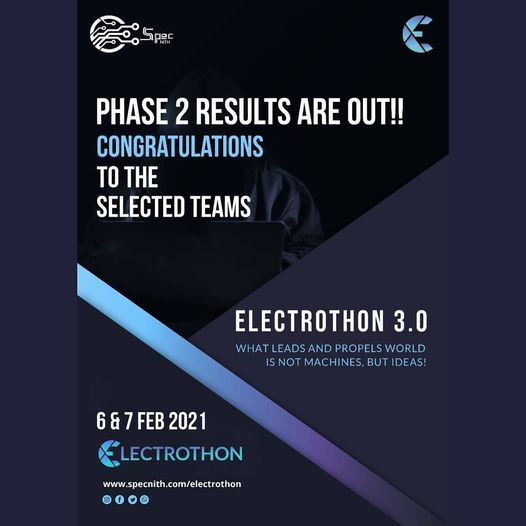 Spec
NITH
PHASE 2 RESULTS ARE OUT!!
CONGRATULATIONS
TO THE
SELECTED TEAMS
ELECTROTHON 3.0
WHAT LEADS AND PROPELS WORLD
IS NOT MACHINES, BUT IDEAS!
6 & 7 FEB 2021
ELECTROTHON
www.specnith.com/electrothon